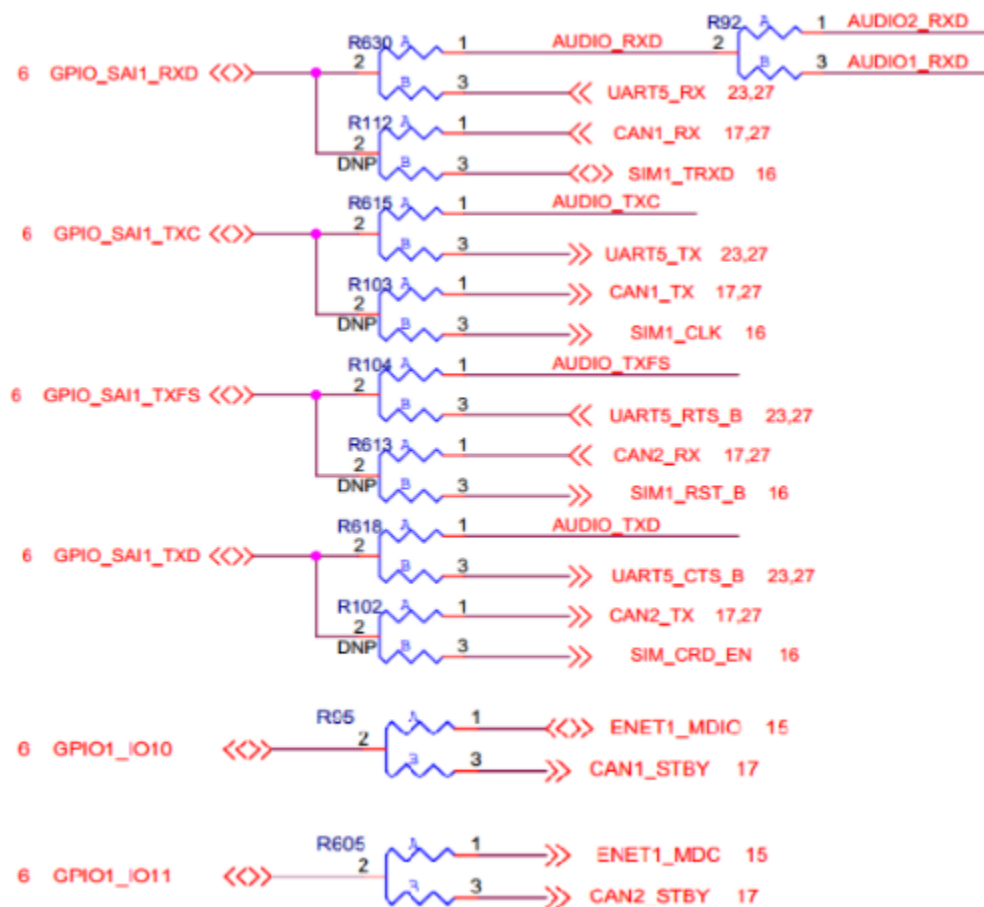 R92 A 1 AUDIO2_RXD
R630 A 1 AUDIO_RXD 2
6 GPIO_SAI1_RXD 2 B 3 AUDIO1_RXD
B 3 UART5_RX 23,27
R112 A 1 CAN1_RX 17,27
2
DNP B 3 SIM1_TRXD 16
R615 A 1 AUDIO_TXC
6 GPIO_SAI1_TXC 2
B 3 UART5_TX 23,27
R103 A 1 CAN1_TX 17,27
2
DNP B 3 SIM1_CLK 16
R104 A 1 AUDIO_TXFS
6 GPIO_SAI1_TXFS 2
B 3 UART5_RTS_B 23,27
R613 A 1 CAN2_RX 17,27
2
DNP B 3 SIM1_RST_B 16
R618 A 1 AUDIO_TXD
6 GPIO_SAI1_TXD 2
B 3 UART5_CTS_B 23,27
R102 A 1 CAN2_TX 17,27
2
DNP B 3 SIM_CRD_EN 16
R95 A 1 ENET1_MDIO 15
6 GPIO1_IO10 2
B 3 CAN1_STBY 17
R605 A 1 ENET1_MDC 15
6 GPIO1_IO11 2
B 3 CAN2_STBY 17